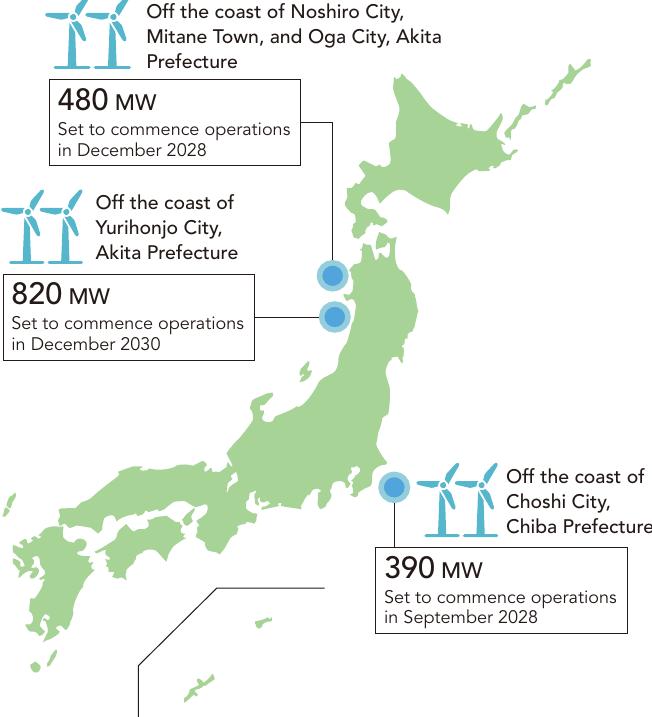 Off the coast of Noshiro City,
Mitane Town, and Oga City, Akita
Prefecture
480 MW
Set to commence operations
in December 2028
Off the coast of
Yurihonjo City,
Akita Prefecture
820 MW
Set to commence operations
in December 2030
Off the coast of
Choshi City,
Chiba Prefecture
390 MW
Set to commence operations
in September 2028